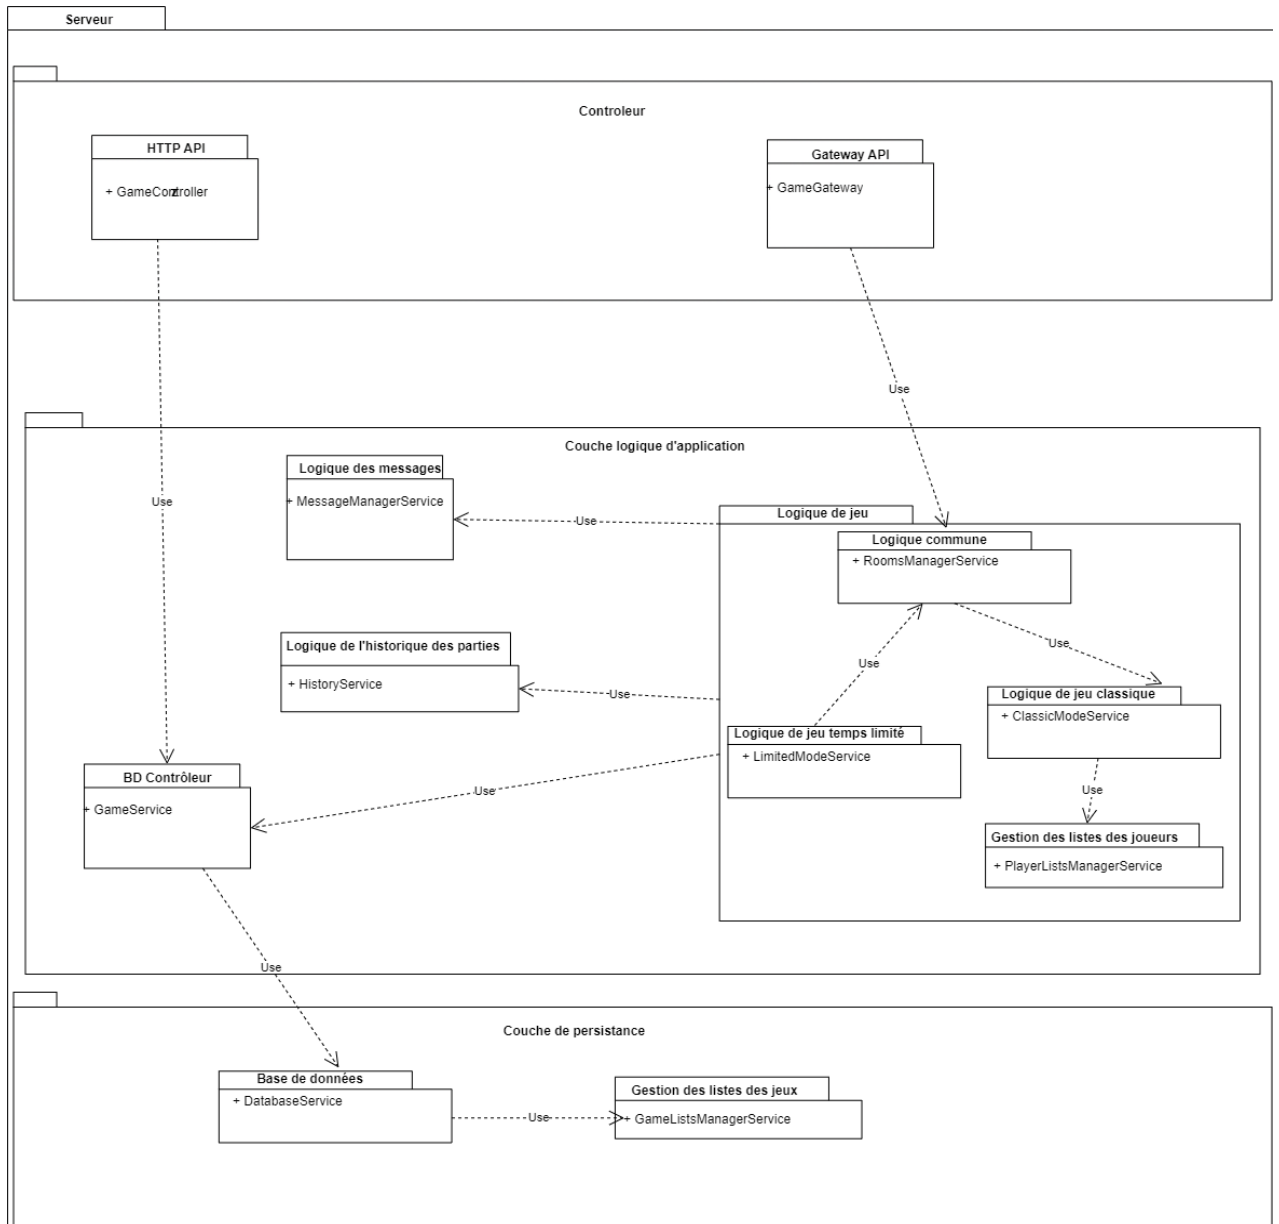 Serveur
Controleur
HTTP API
+ GameController
Gateway API
+ GameGateway
Use
Couche logique d'application
Logique des messages
+ MessageManagerService
Use
Use
Logique de jeu
Logique commune
+ RoomsManagerService
Logique de l'historique des parties
+ HistoryService
Use
Use
Use
Logique de jeu classique
+ ClassicModeService
Logique de jeu temps limité
+ LimitedModeService
BD Contrôleur
+ GameService
Use
Use
Gestion des listes des joueurs
+ PlayerListsManagerService
Use
Couche de persistance
Base de données
+ DatabaseService
Use
Gestion des listes des jeux
+ GameListsManagerService